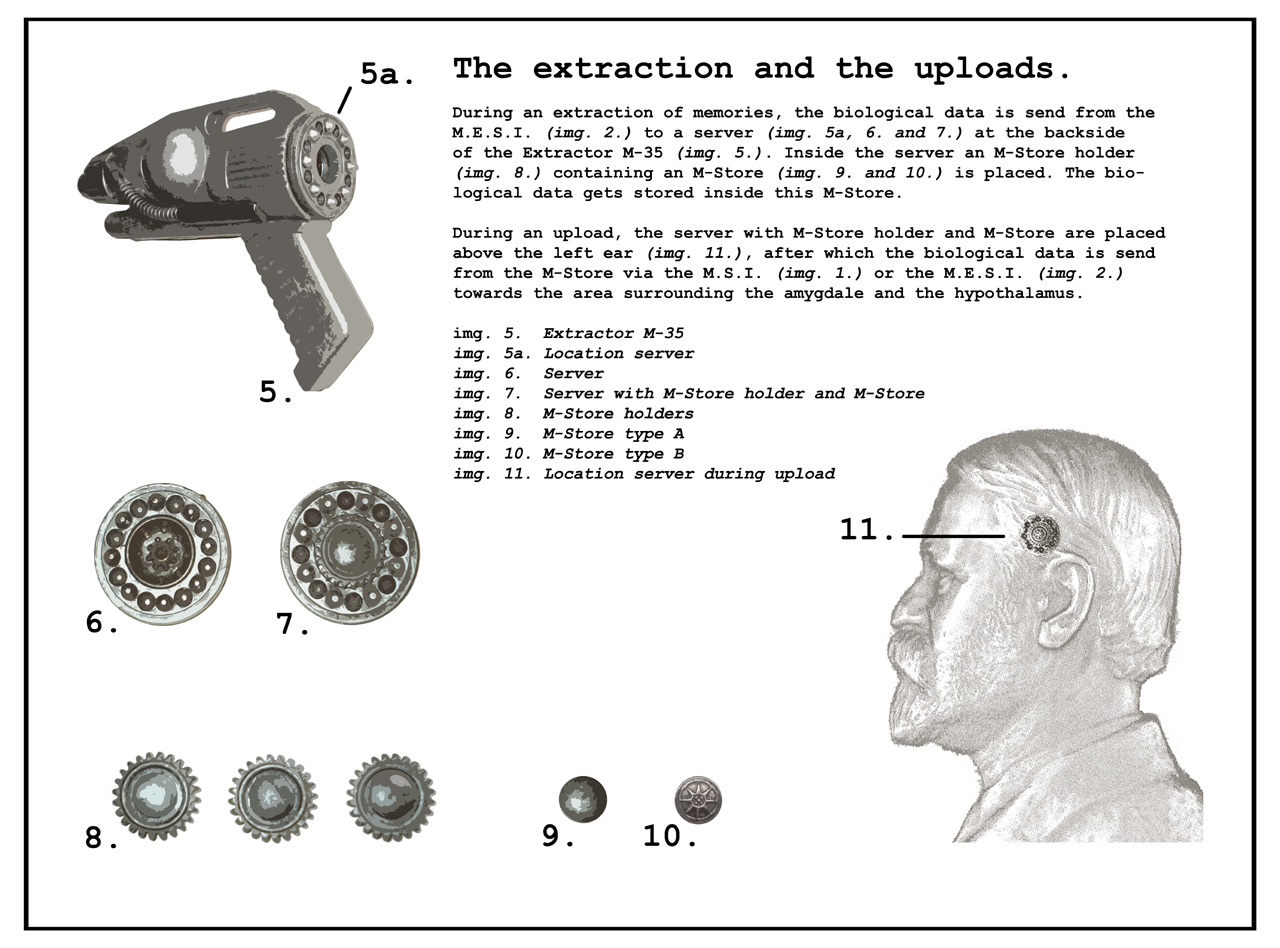 5a.
The extraction and the uploads.
During an extraction of memories, the biological data is send from the
M.E.S.I. (img. 2.) to a server (img. 5a, 6. and 7.) at the backside
of the Extractor M-35 (img. 5.). Inside the server an M-Store holder
(img. 8.) containing an M-Store (img. 9. and 10.) is placed. The bio-
logical data gets stored inside this M-Store.
During an upload, the server with M-Store holder and M-Store are placed
above the left ear (img. 11.), after which the biological data is send
from the M-Store via the M.S.I. (img. 1.) or the M.E.S.I. (img. 2.)
towards the area surrounding the amygdale and the hypothalamus.
img. 5. Extractor M-35
img. 5a. Location server
img. 6. Server
img. 7. Server with M-Store holder and M-Store
img. 8. M-Store holders
img. 9. M-Store type A
img. 10. M-Store type B
img. 11. Location server during upload
5.
11.
6.
7.
8.
9.
10.